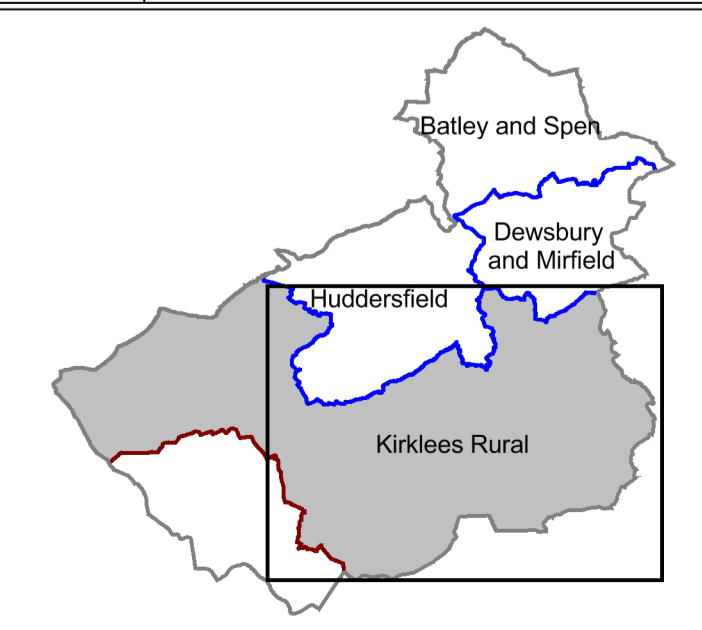 Batley and Spen
Dewsbury
and Mirfield
Huddersfield
Kirklees Rural